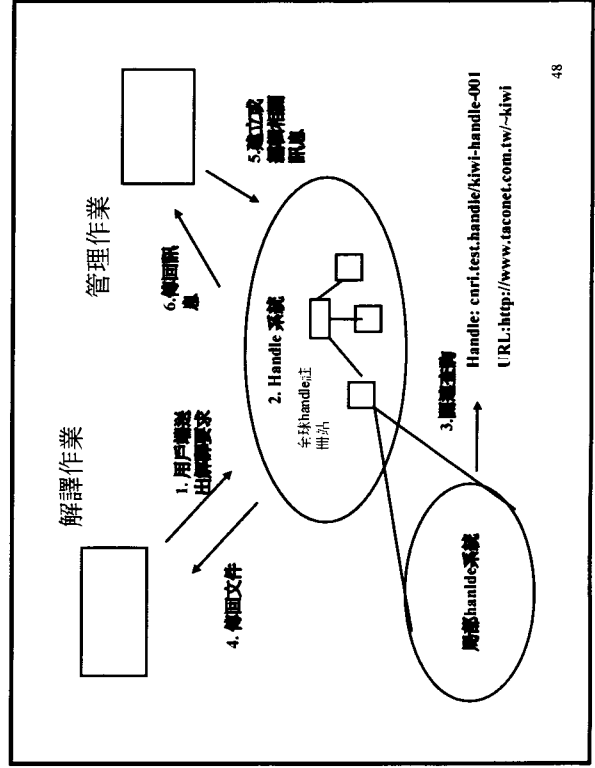 解譯作業
管理作業
1. 用戶端送
出解譯要求
6.傳回訊
息
5.建立或
編輯相關
訊息
4. 傳回文件
2. Handle 系統
全球handle註
冊站
3.圈選查詢
局部hanlde系統
Handle: cnri.test.handle/kiwi-handle-001
URL:http://www.taconet.com.tw/~kiwi
48